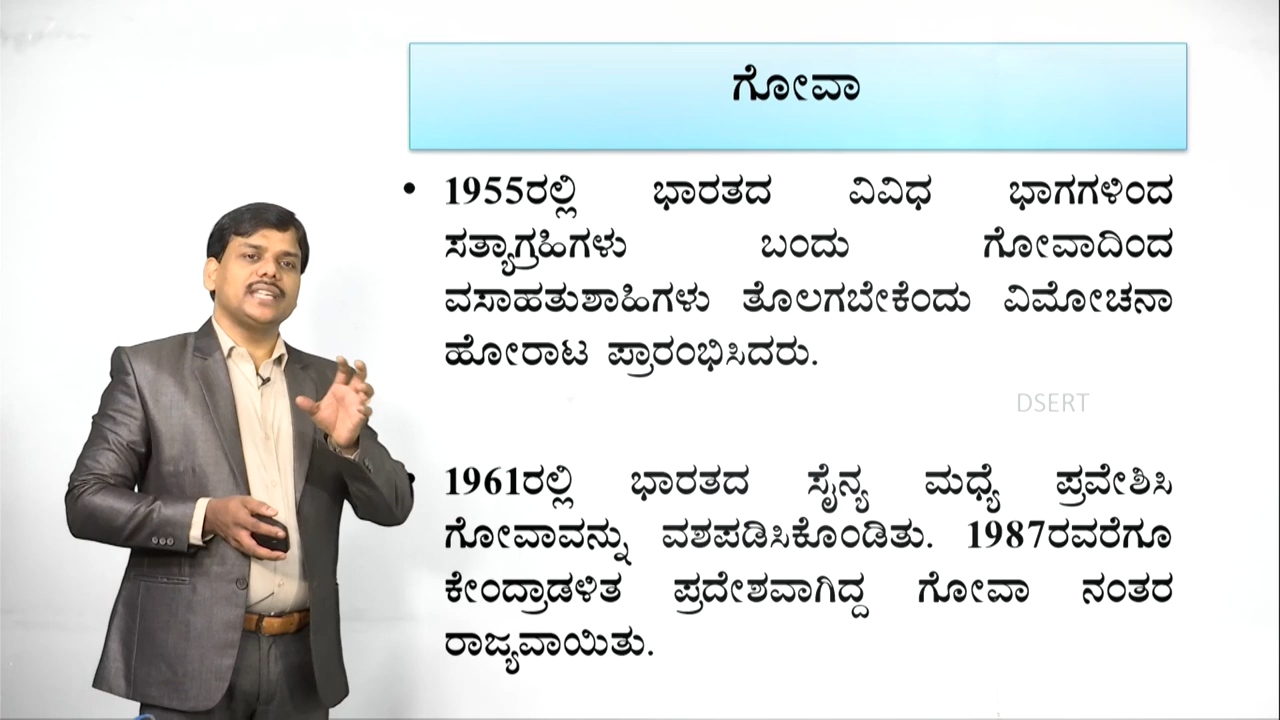 ಗೋವಾ
• 1955ರಲ್ಲಿ ಭಾರತದ ವಿವಿಧ ಭಾಗಗಳಿಂದ
ಸತ್ಯಾಗ್ರಹಿಗಳು ಬಂದು ಗೋವಾದಿಂದ
ವಸಾಹತುಶಾಹಿಗಳು ತೊಲಗಬೇಕೆಂದು ವಿಮೋಚನಾ
ಹೋರಾಟ ಪ್ರಾರಂಭಿಸಿದರು.
DSERT
• 1961ರಲ್ಲಿ ಭಾರತದ ಸೈನ್ಯ ಮಧ್ಯೆ ಪ್ರವೇಶಿಸಿ
ಗೋವಾವನ್ನು ವಶಪಡಿಸಿಕೊಂಡಿತು. 1987ರವರೆಗೂ
ಕೇಂದ್ರಾಡಳಿತ ಪ್ರದೇಶವಾಗಿದ್ದ ಗೋವಾ ನಂತರ
ರಾಜ್ಯವಾಯಿತು.